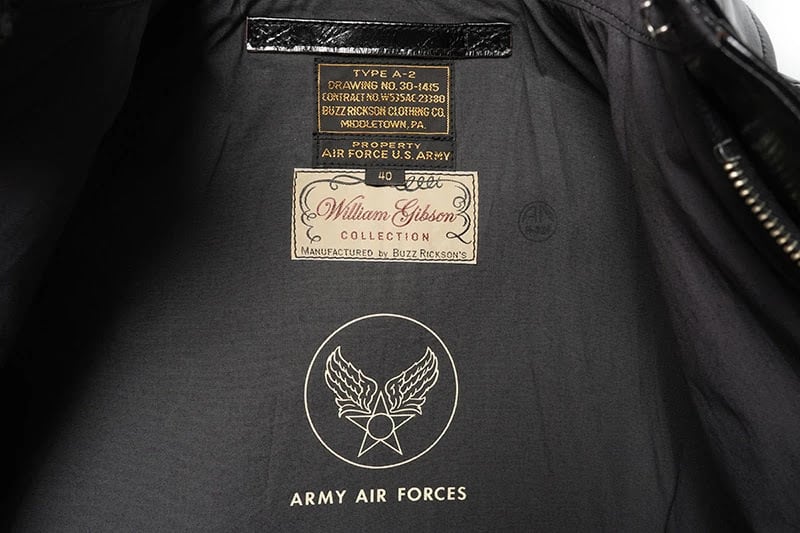 TYPE A-2
DRAWING NO. 30-1415
CONTRACT NO. W535AC-23380
BUZZ RICKSON CLOTHING CO.
MIDDLETOWN, PA.
PROPERTY
AIR FORCE U.S. ARMY
40
William Gibson
COLLECTION
MANUFACTURED by BUZZ RICKSON'S
ARMY AIR FORCES